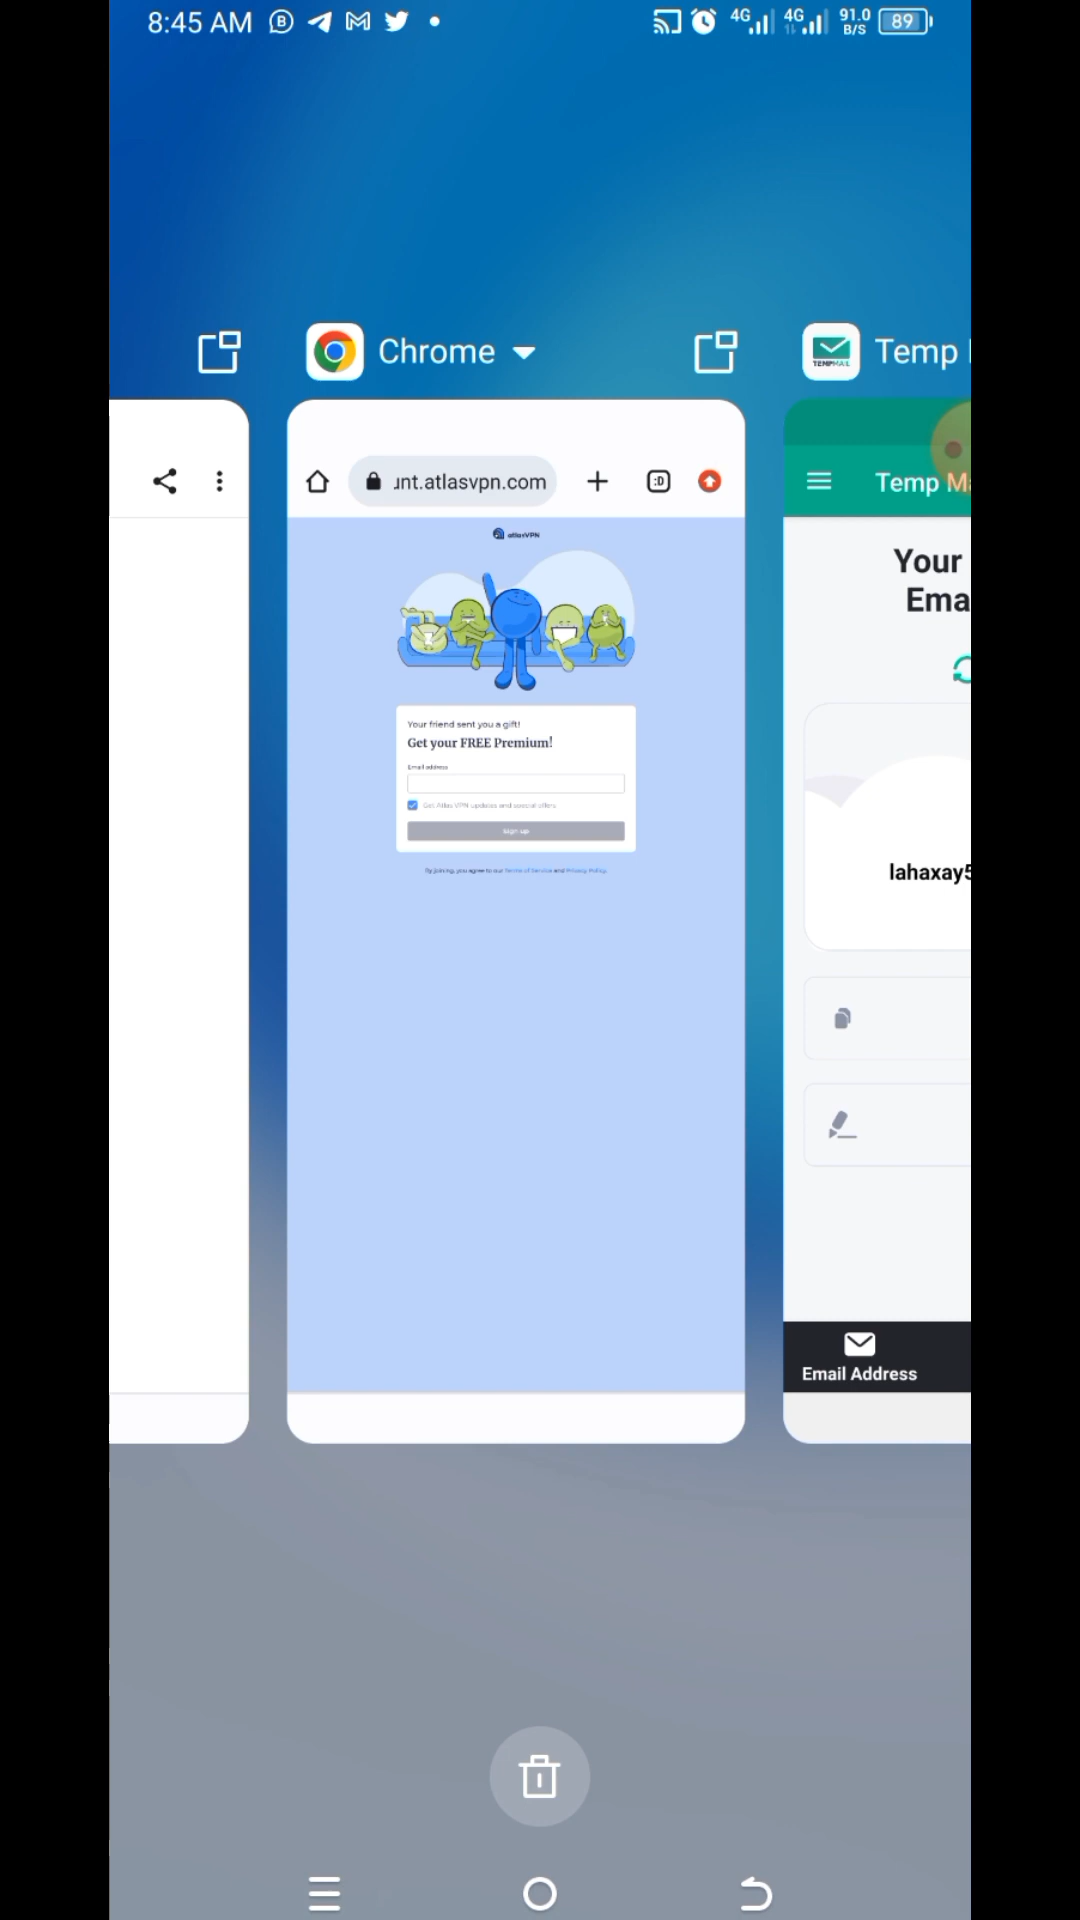 8:45 AM
4G
4G
91.0
B/S
89
Chrome
Temp
TEMPMAIL
unt.atlasvpn.com
:D
Temp Ma
atlasVPN
Your
Ema
Your friend sent you a gift!
Get your FREE Premium!
Email address
Get Atlas VPN updates and special offers
Sign up
By joining, you agree to our Terms of Service and Privacy Policy.
lahaxay5
Email Address